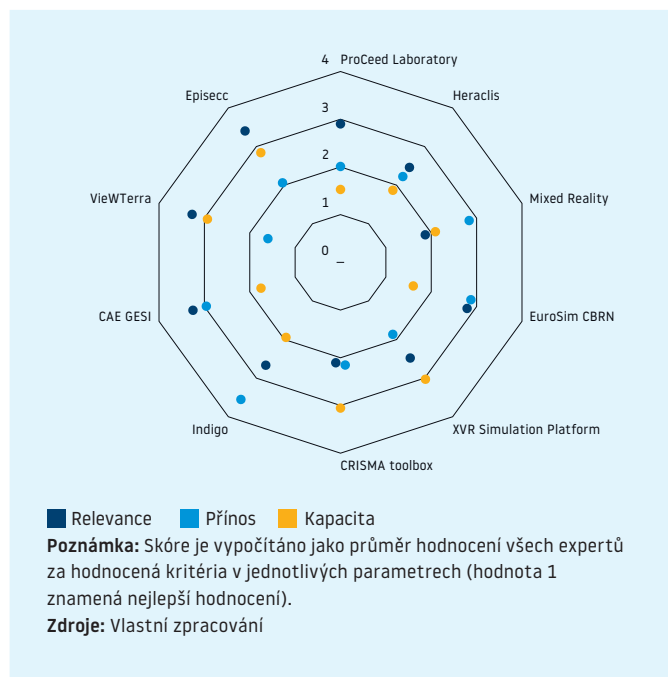 4 ProCeed Laboratory
Episecc
Heraclis
3
2
VieWTerra
Mixed Reality
1
0
CAE GESI
EuroSim CBRN
Indigo
XVR Simulation Platform
CRISMA toolbox
Relevance Přínos Kapacita
Poznámka: Skóre je vypočítáno jako průměr hodnocení všech expertů
za hodnocená kritéria v jednotlivých parametrech (hodnota 1
znamená nejlepší hodnocení).
Zdroje: Vlastní zpracování